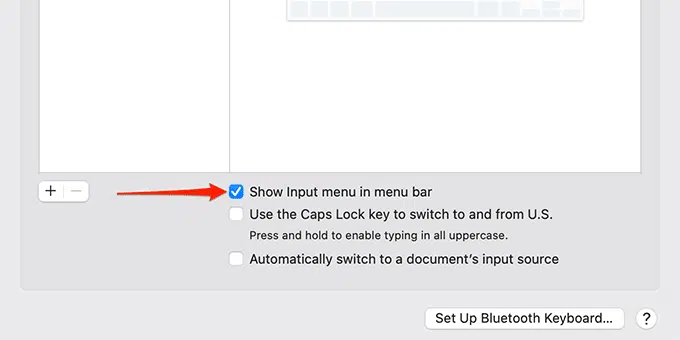 + −
Show Input menu in menu bar
Use the Caps Lock key to switch to and from U.S.
Press and hold to enable typing in all uppercase.
Automatically switch to a document's input source
Set Up Bluetooth Keyboard... ?